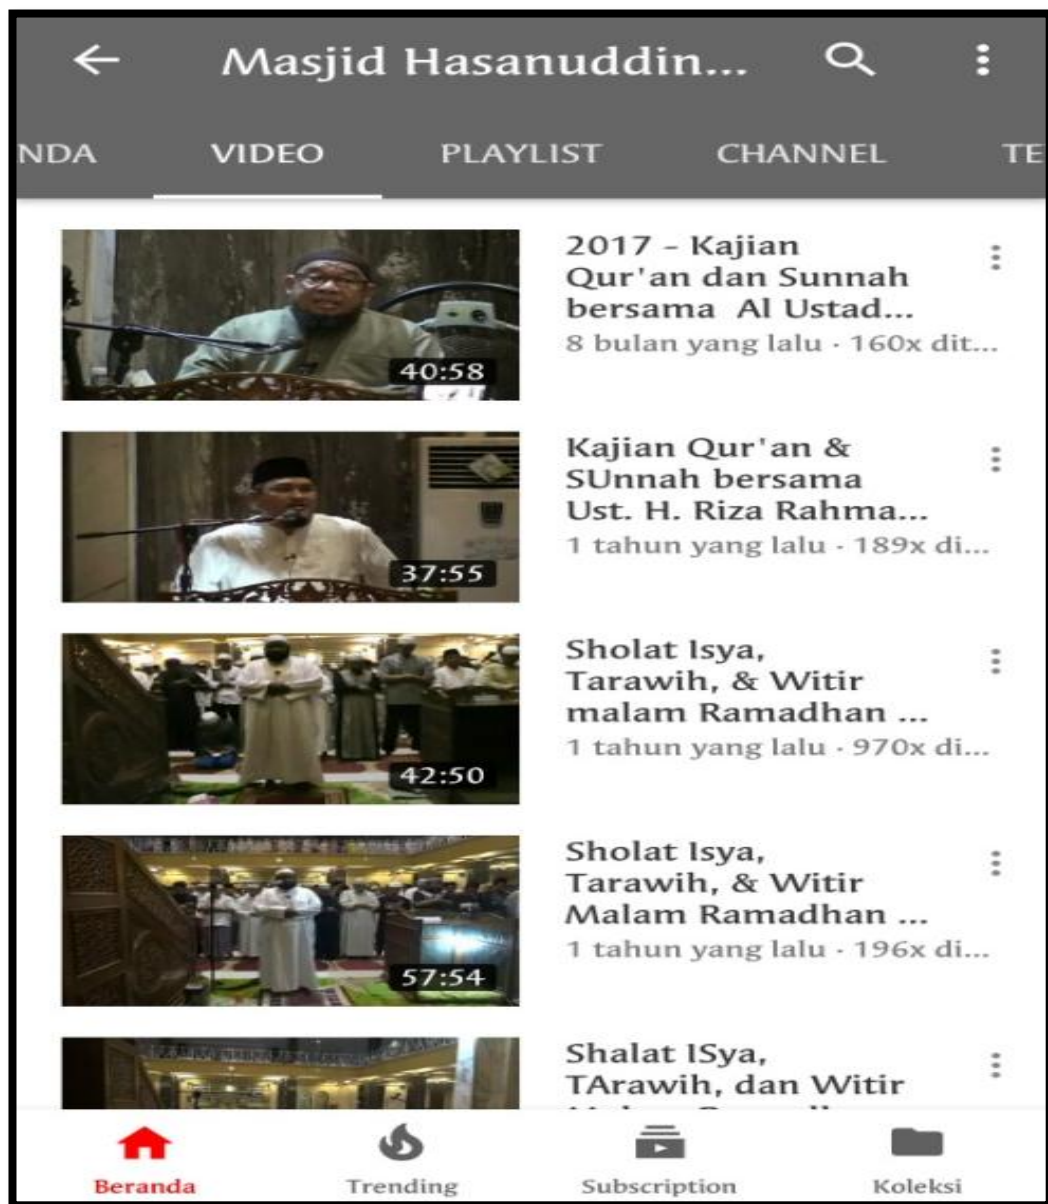 Masjid Hasanuddin...
NDA VIDEO PLAYLIST CHANNEL TE
2017 - Kajian
Qur'an dan Sunnah
bersama Al Ustad...
8 bulan yang lalu · 160x dit...
40:58
Kajian Qur'an &
SUnnah bersama
Ust. H. Riza Rahma...
1 tahun yang lalu · 189x di...
37:55
Sholat Isya,
Tarawih, & Witir
malam Ramadhan ...
1 tahun yang lalu · 970x di...
42:50
Sholat Isya,
Tarawih, & Witir
Malam Ramadhan ...
1 tahun yang lalu · 196x di...
57:54
Shalat ISya,
TArawih, dan Witir
Beranda Trending Subscription Koleksi